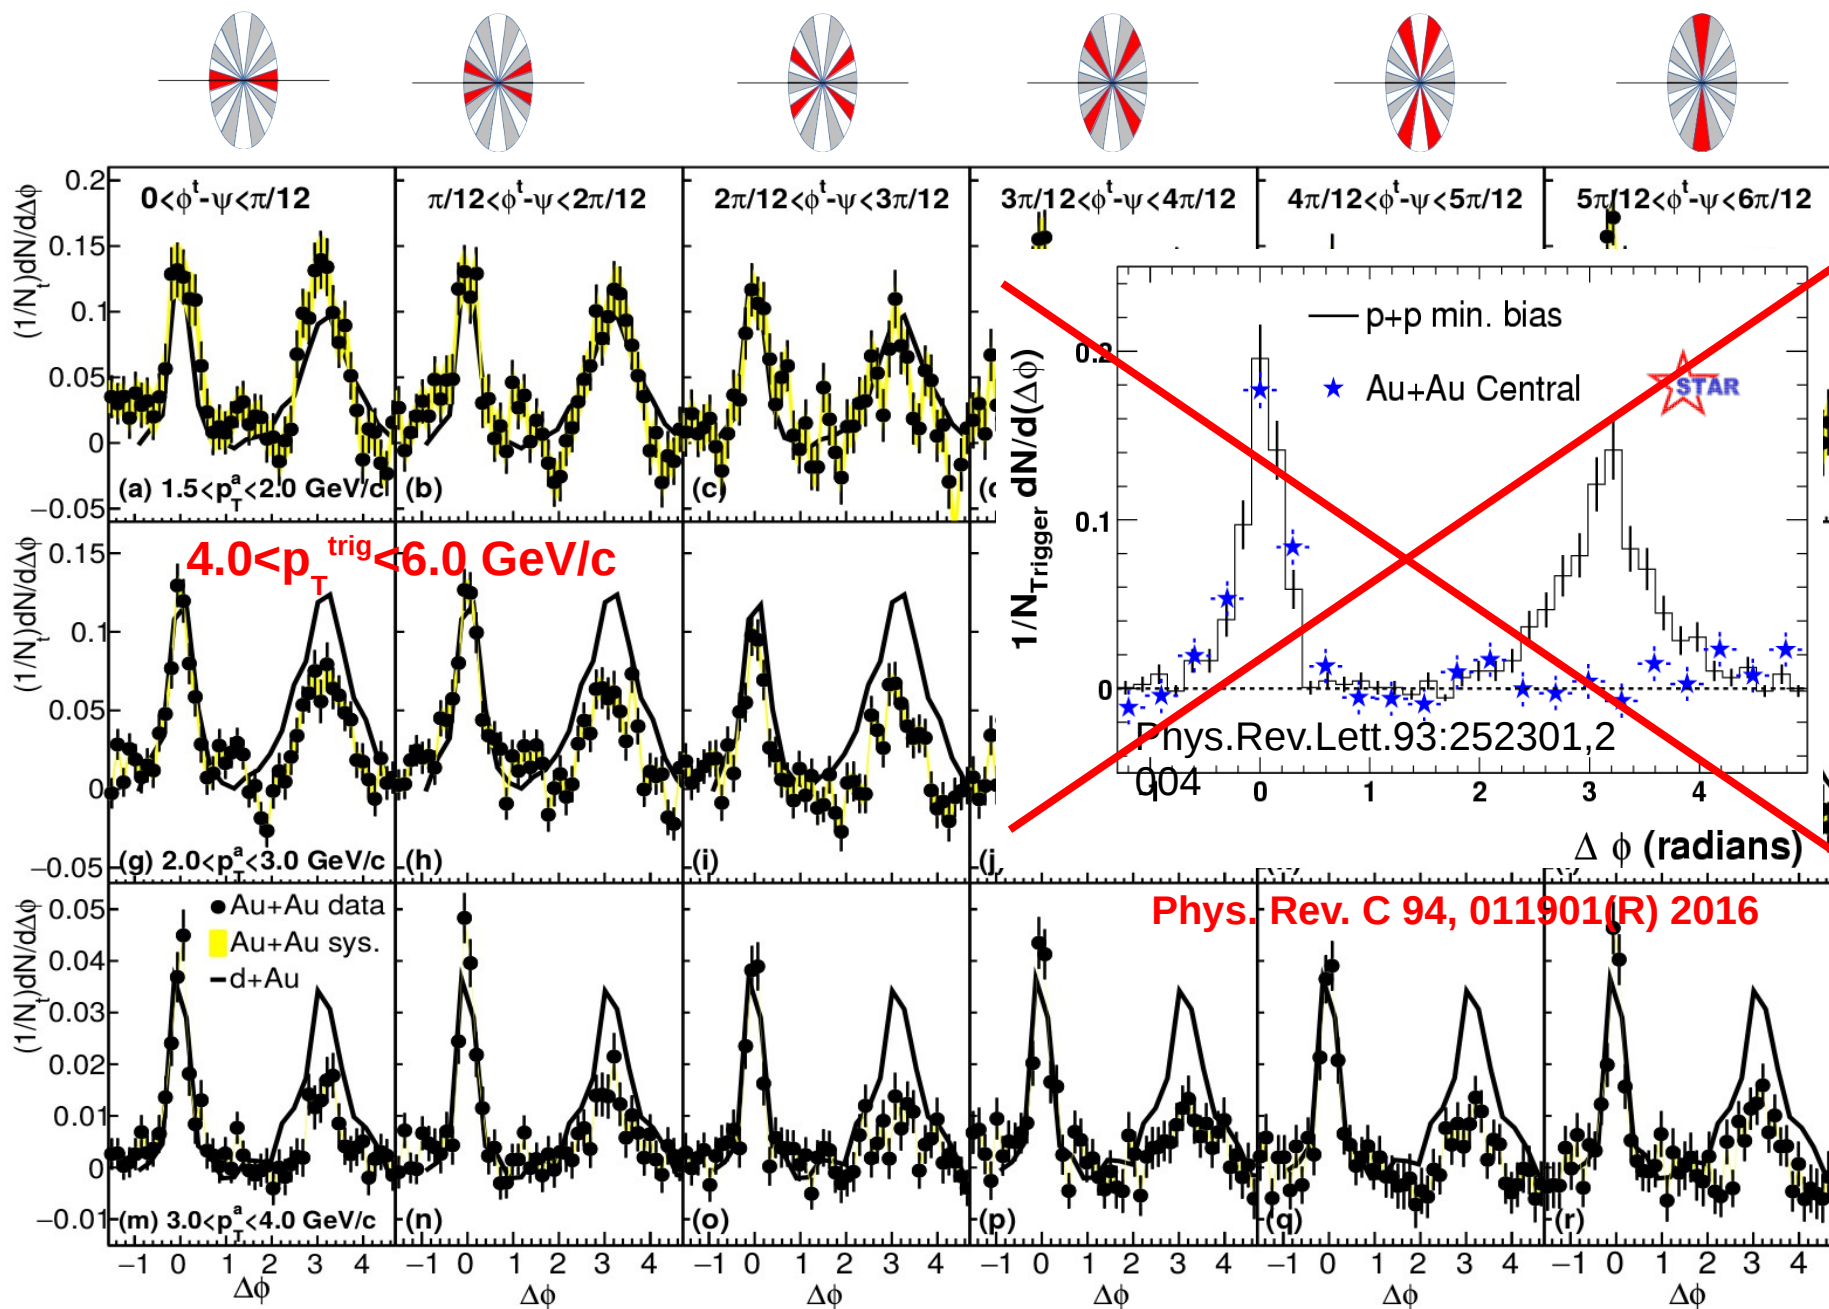 0<ϕᵗ-ψ<π/12
π/12<ϕᵗ-ψ<2π/12
2π/12<ϕᵗ-ψ<3π/12
3π/12<ϕᵗ-ψ<4π/12
4π/12<ϕᵗ-ψ<5π/12
5π/12<ϕᵗ-ψ<6π/12
(1/Nₜ)dN/dΔϕ
0.2
0.15
0.1
0.05
0
−0.05
(a) 1.5<p_T^a<2.0 GeV/c
(b)
(c)
p+p min. bias
Au+Au Central
STAR
1/N_Trigger dN/d(Δϕ)
0.2
0.1
0
Phys.Rev.Lett.93:252301,2
004
-1 0 1 2 3 4
Δ ϕ (radians)
(1/Nₜ)dN/dΔϕ
4.0<p_T^trig<6.0 GeV/c
0.15
0.1
0.05
0
−0.05
(g) 2.0<p_T^a<3.0 GeV/c
(h)
(i)
(j
Phys. Rev. C 94, 011901(R) 2016
(1/Nₜ)dN/dΔϕ
Au+Au data
Au+Au sys.
d+Au
0.05
0.04
0.03
0.02
0.01
0
−0.01
(m) 3.0<p_T^a<4.0 GeV/c
(n)
(o)
(p)
(q)
(r)
−1 0 1 2 3 4
−1 0 1 2 3 4
−1 0 1 2 3 4
−1 0 1 2 3 4
−1 0 1 2 3 4
−1 0 1 2 3 4
Δϕ
Δϕ
Δϕ
Δϕ
Δϕ
Δϕ